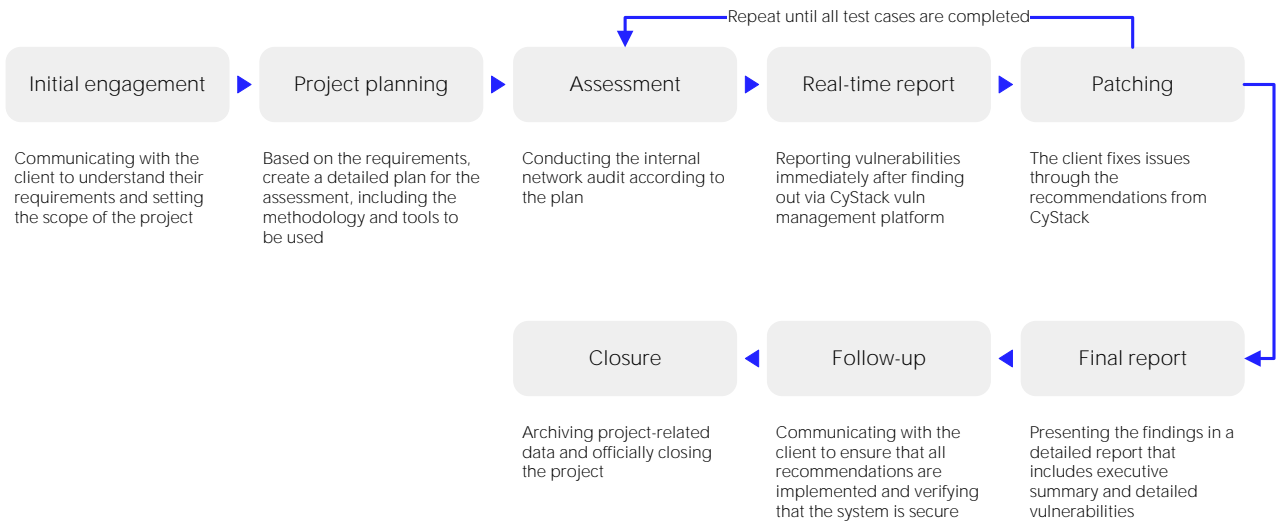 Repeat until all test cases are completed
Initial engagement
Project planning
Assessment
Real-time report
Patching
Communicating with the
client to understand their
requirements and setting
the scope of the project
Based on the requirements,
create a detailed plan for the
assessment, including the
methodology and tools to
be used
Conducting the internal
network audit according to
the plan
Reporting vulnerabilities
immediately after finding
out via CyStack vuln
management platform
The client fixes issues
through the
recommendations from
CyStack
Closure
Follow-up
Final report
Archiving project-related
data and officially closing
the project
Communicating with the
client to ensure that all
recommendations are
implemented and verifying
that the system is secure
Presenting the findings in a
detailed report that
includes executive
summary and detailed
vulnerabilities